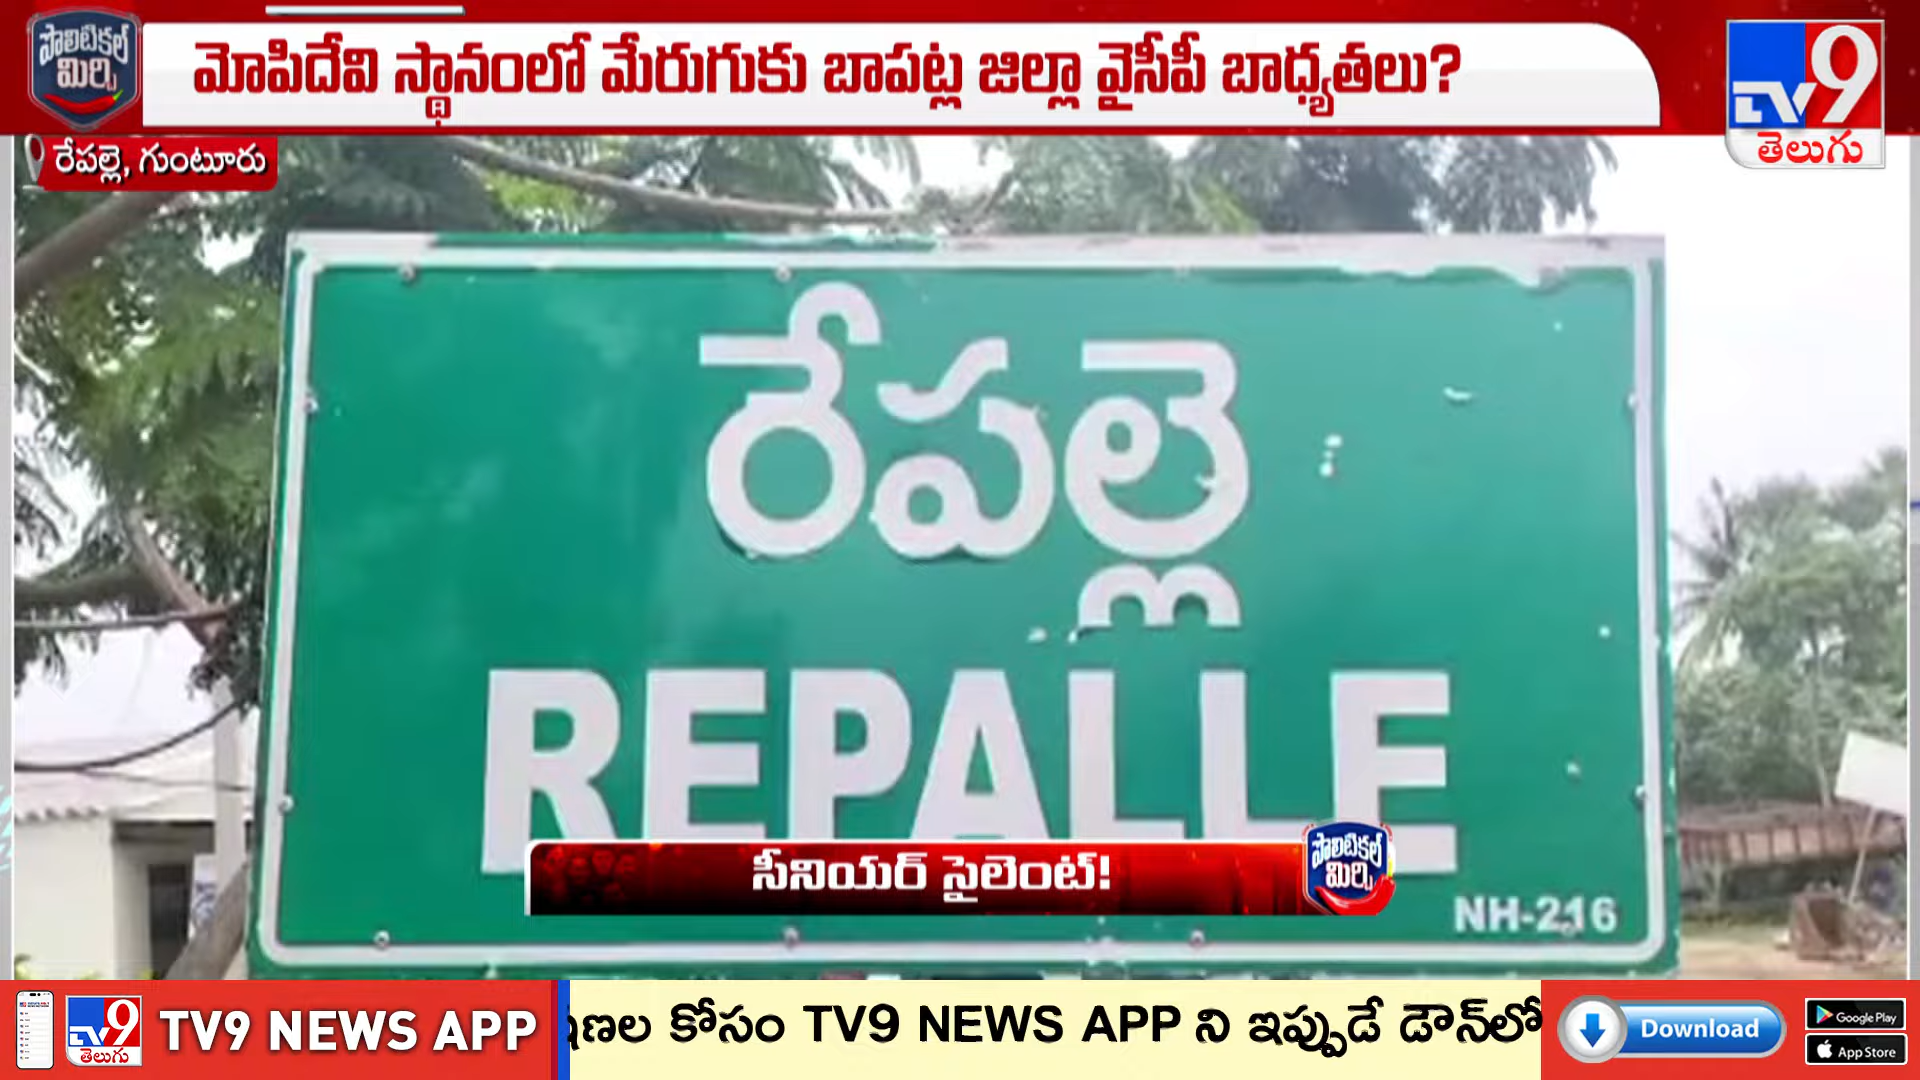 పొలిటికల్ మిర్చి
మోపిదేవి స్థానంలో మేరుగుకు బాపట్ల జిల్లా వైసీపీ బాధ్యతలు?
TV9
తెలుగు
రేపల్లె, గుంటూరు
రేపల్లె
REPALLE
సీనియర్ సైలెంట్!
పొలిటికల్ మిర్చి
NH-216
TV9 తెలుగు
TV9 NEWS APP
షణల కోసం TV9 NEWS APP ని ఇప్పుడే డౌన్‌లో
Download
Google Play
App Store